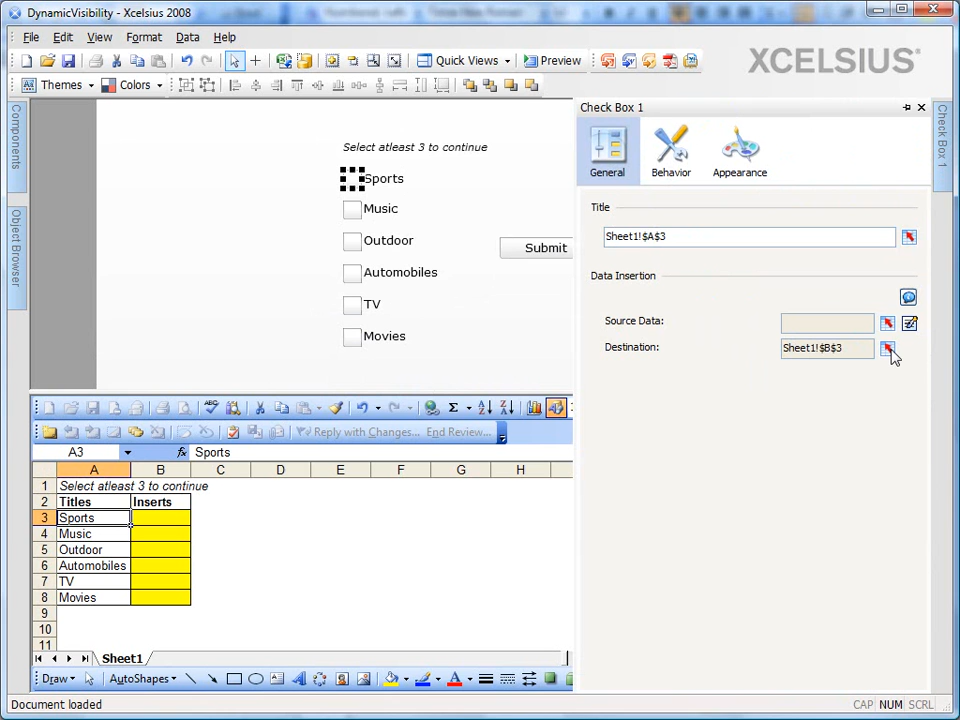 DynamicVisibility - Xcelsius 2008
File Edit View Format Data Help
Quick Views Preview
XCELSIUS®
Themes Colors
Components
Object Browser
Select atleast 3 to continue
Sports
Music
Outdoor
Automobiles
TV
Movies
Submit
Check Box 1
General Behavior Appearance
Title
Sheet1!$A$3
Data Insertion
Source Data:
Destination: Sheet1!$B$3
Check Box 1
Reply with Changes... End Review...
A3 fx Sports
A B C D E F G H
1 Select atleast 3 to continue
2 Titles Inserts
3 Sports
4 Music
5 Outdoor
6 Automobiles
7 TV
8 Movies
9
10
11
Sheet1
Draw AutoShapes
Document loaded
CAP NUM SCRL